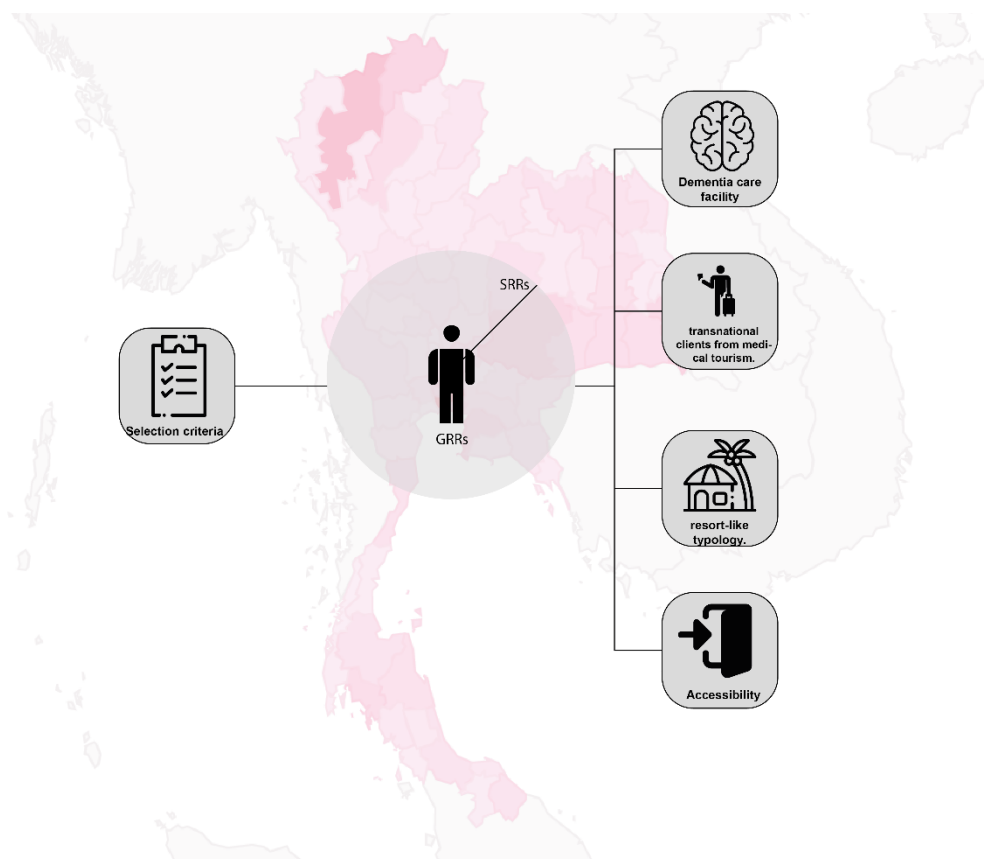 Selection criteria
SRRs
GRRs
Dementia care
facility
transnational
clients from medi-
cal tourism.
resort-like
typology.
Accessibility